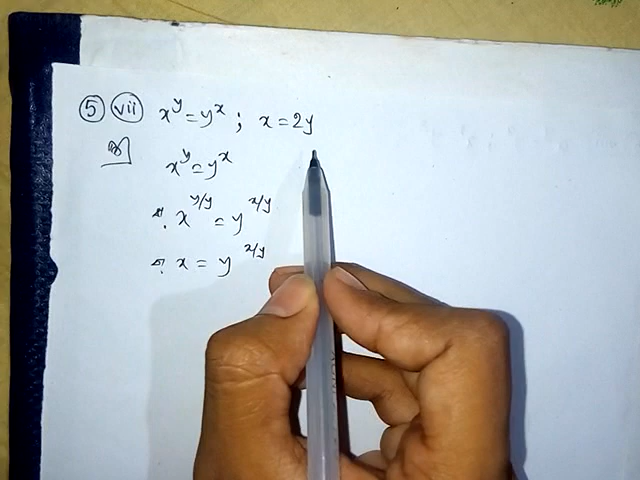 5 vii x^y = y^x ; x = 2y
x^y = y^x
x^{y/y} = y^{x/y}
x = y^{x/y}